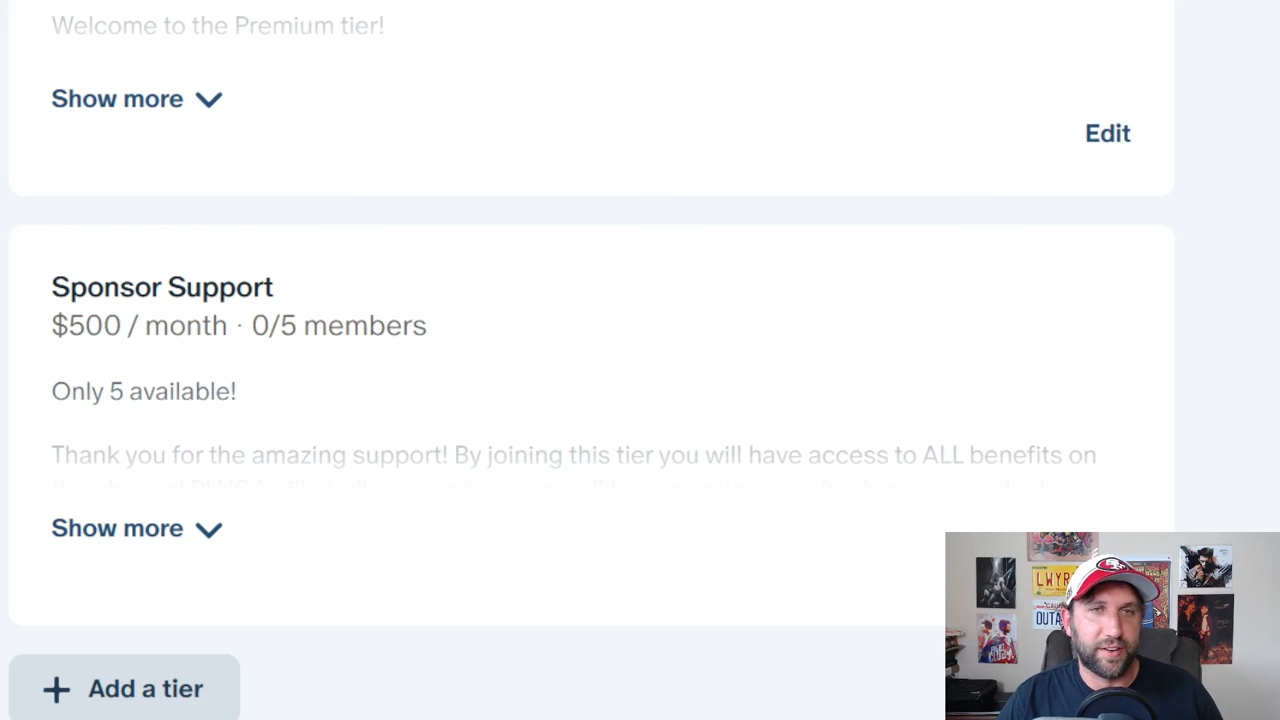 Welcome to the Premium tier!
Show more
Edit
Sponsor Support
$500 / month · 0/5 members
Only 5 available!
Thank you for the amazing support! By joining this tier you will have access to ALL benefits on
Show more
+ Add a tier
LWYR
OUTA